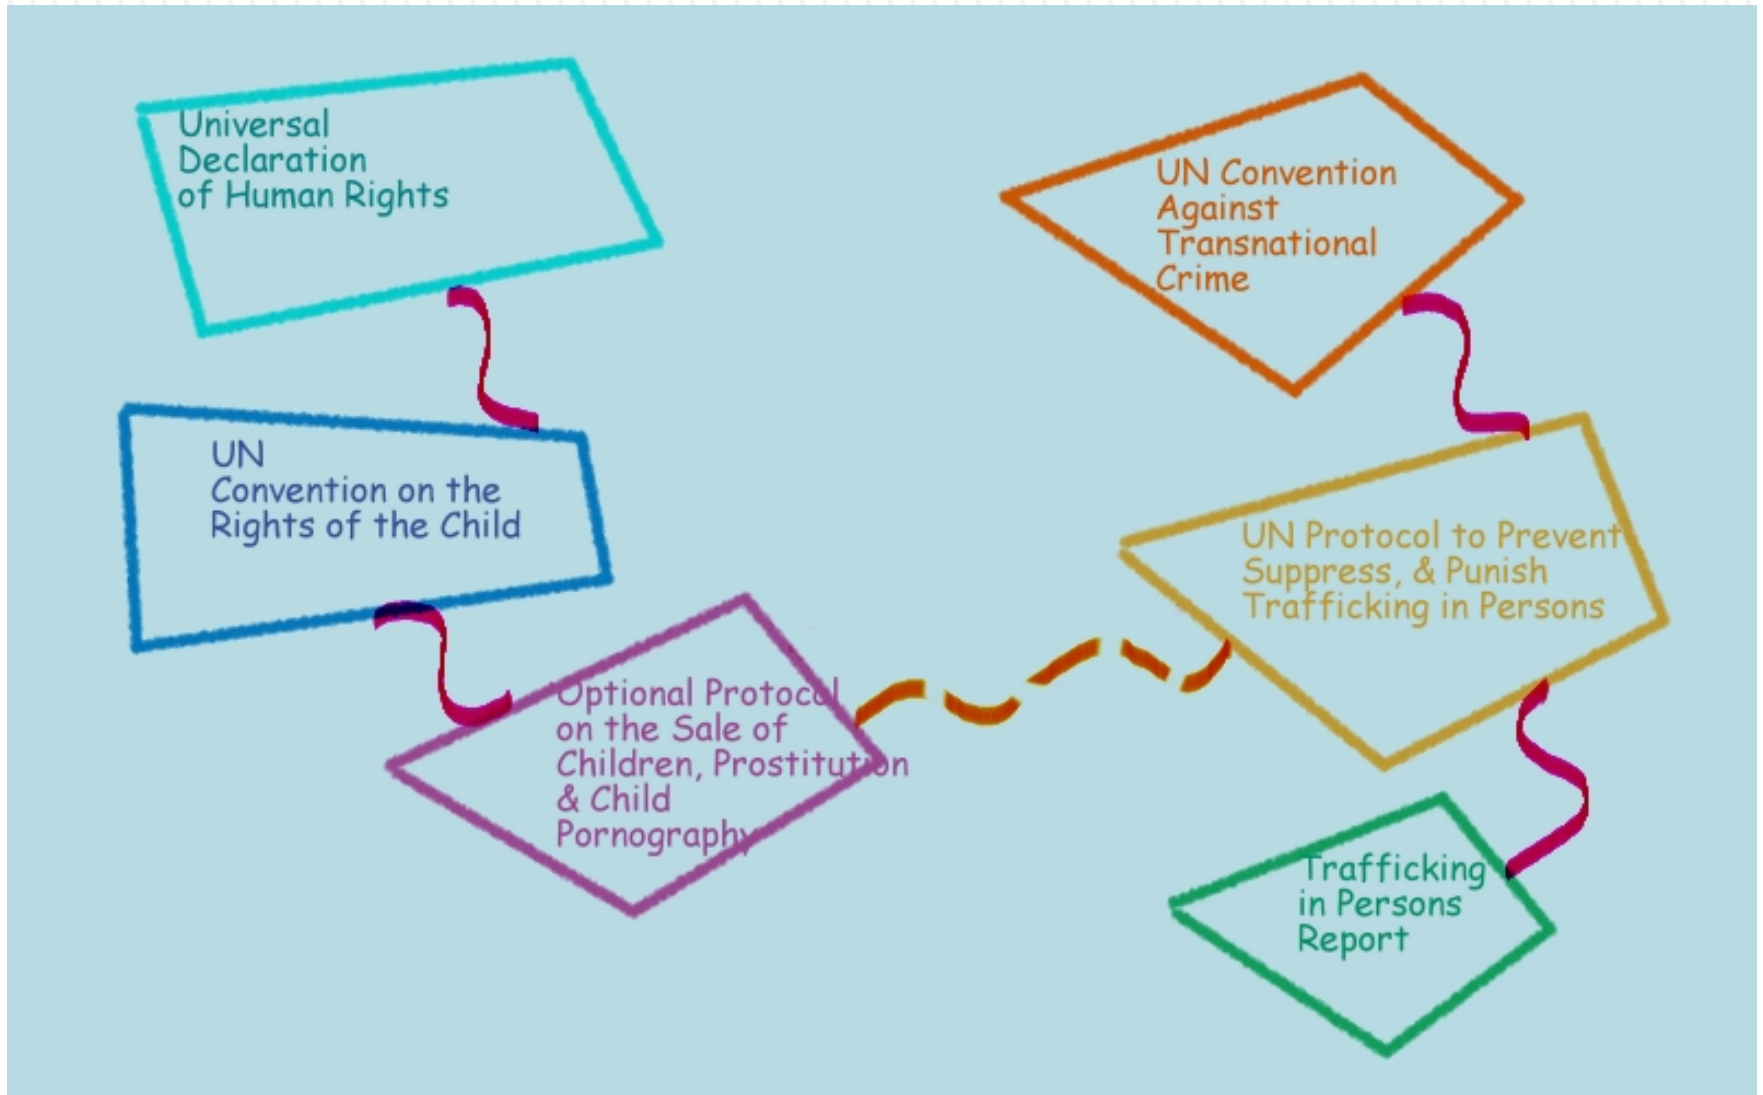 Universal
Declaration
of Human Rights
UN
Convention on the
Rights of the Child
Optional Protocol
on the Sale of
Children, Prostitution
& Child
Pornography
UN Convention
Against
Transnational
Crime
UN Protocol to Prevent
Suppress, & Punish
Trafficking in Persons
Trafficking
in Persons
Report